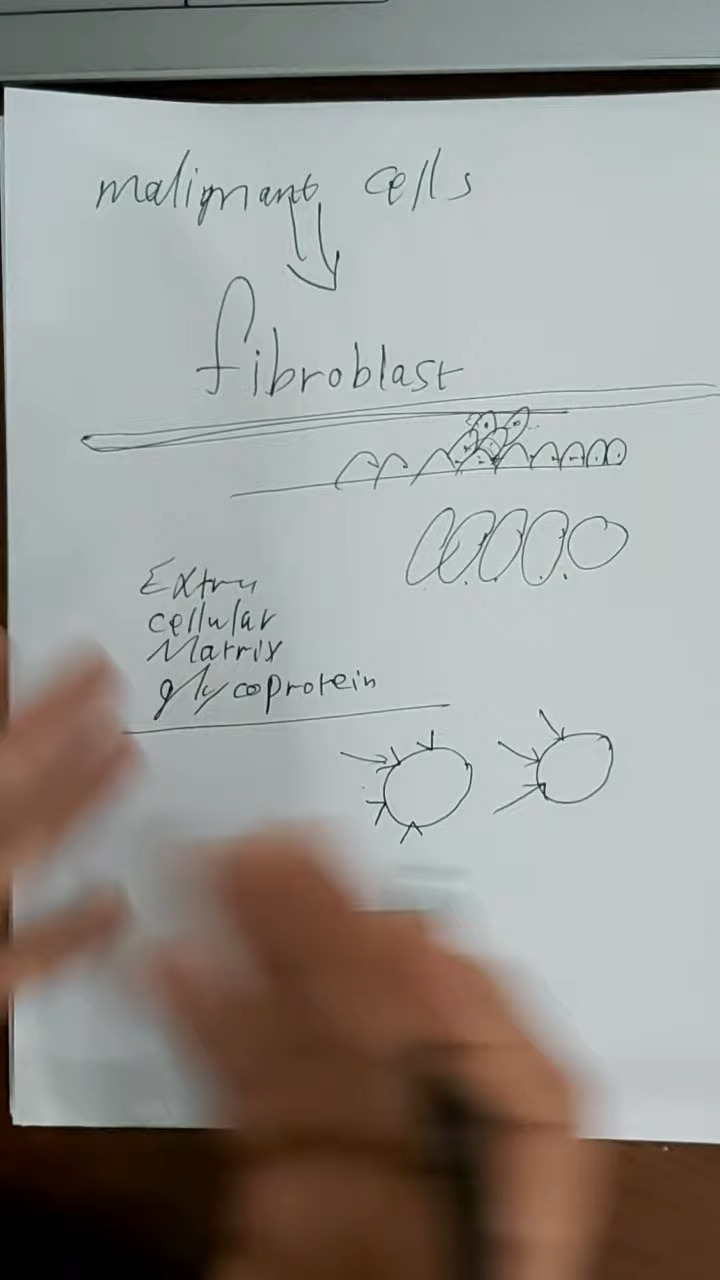 malignant cells
fibroblast
Extra
cellular
Matrix
glycoprotein